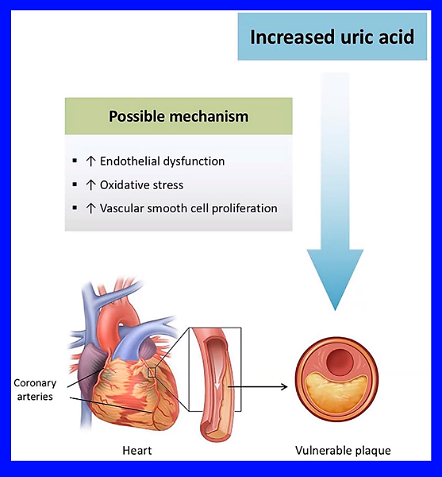 Increased uric acid
Possible mechanism
▪ ↑ Endothelial dysfunction
▪ ↑ Oxidative stress
▪ ↑ Vascular smooth cell proliferation
Coronary
arteries
Heart
Vulnerable plaque